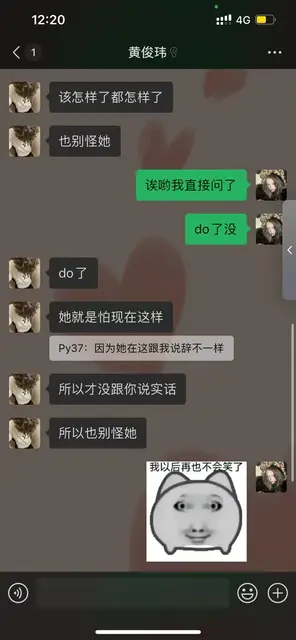 12:20
4G
1
黄俊玮
该怎样了都怎样了
也别怪她
诶哟我直接问了
do了没
do了
她就是怕现在这样
Py37：因为她在这跟我说辞不一样
所以才没跟你说实话
所以也别怪她
我以后再也不会笑了